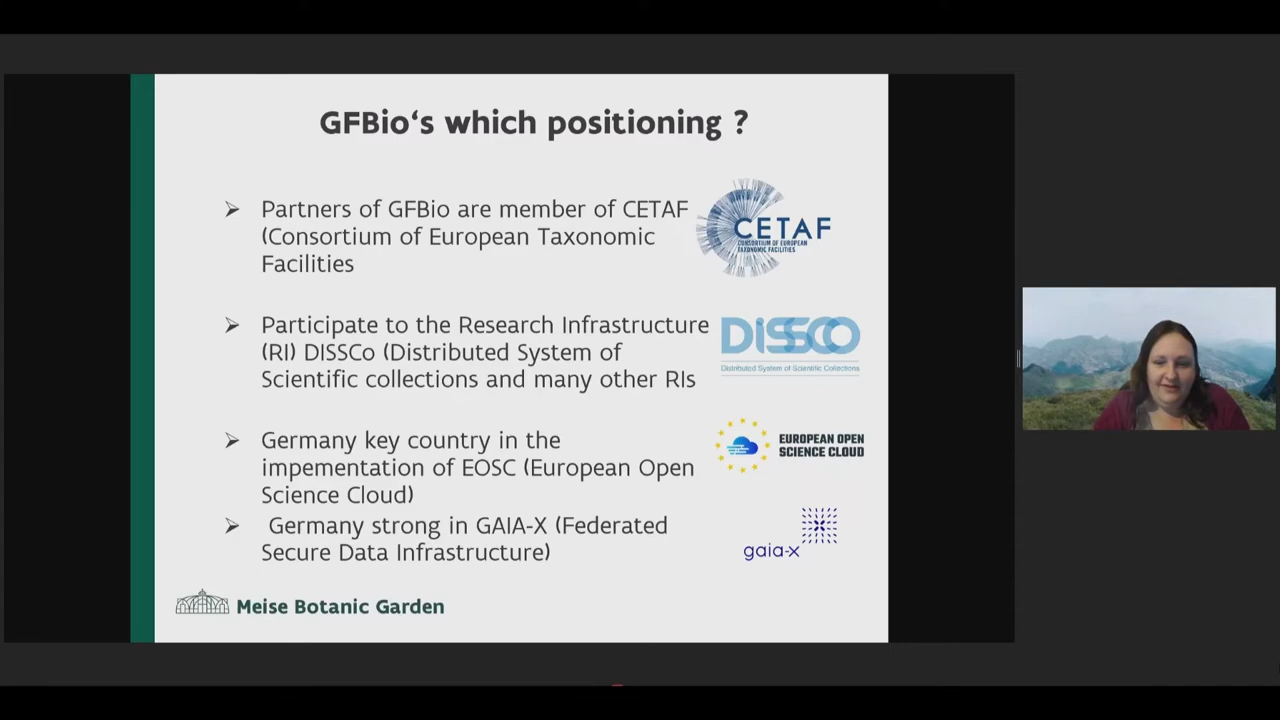 GFBio‘s which positioning ?
Partners of GFBio are member of CETAF
(Consortium of European Taxonomic
Facilities
CETAF
CONSORTIUM OF EUROPEAN
TAXONOMIC FACILITIES
Participate to the Research Infrastructure
(RI) DISSCo (Distributed System of
Scientific collections and many other RIs
DiSSCo
Distributed System of Scientific Collections
Germany key country in the
impementation of EOSC (European Open
Science Cloud)
EUROPEAN OPEN
SCIENCE CLOUD
Germany strong in GAIA-X (Federated
Secure Data Infrastructure)
gaia-x
Meise Botanic Garden